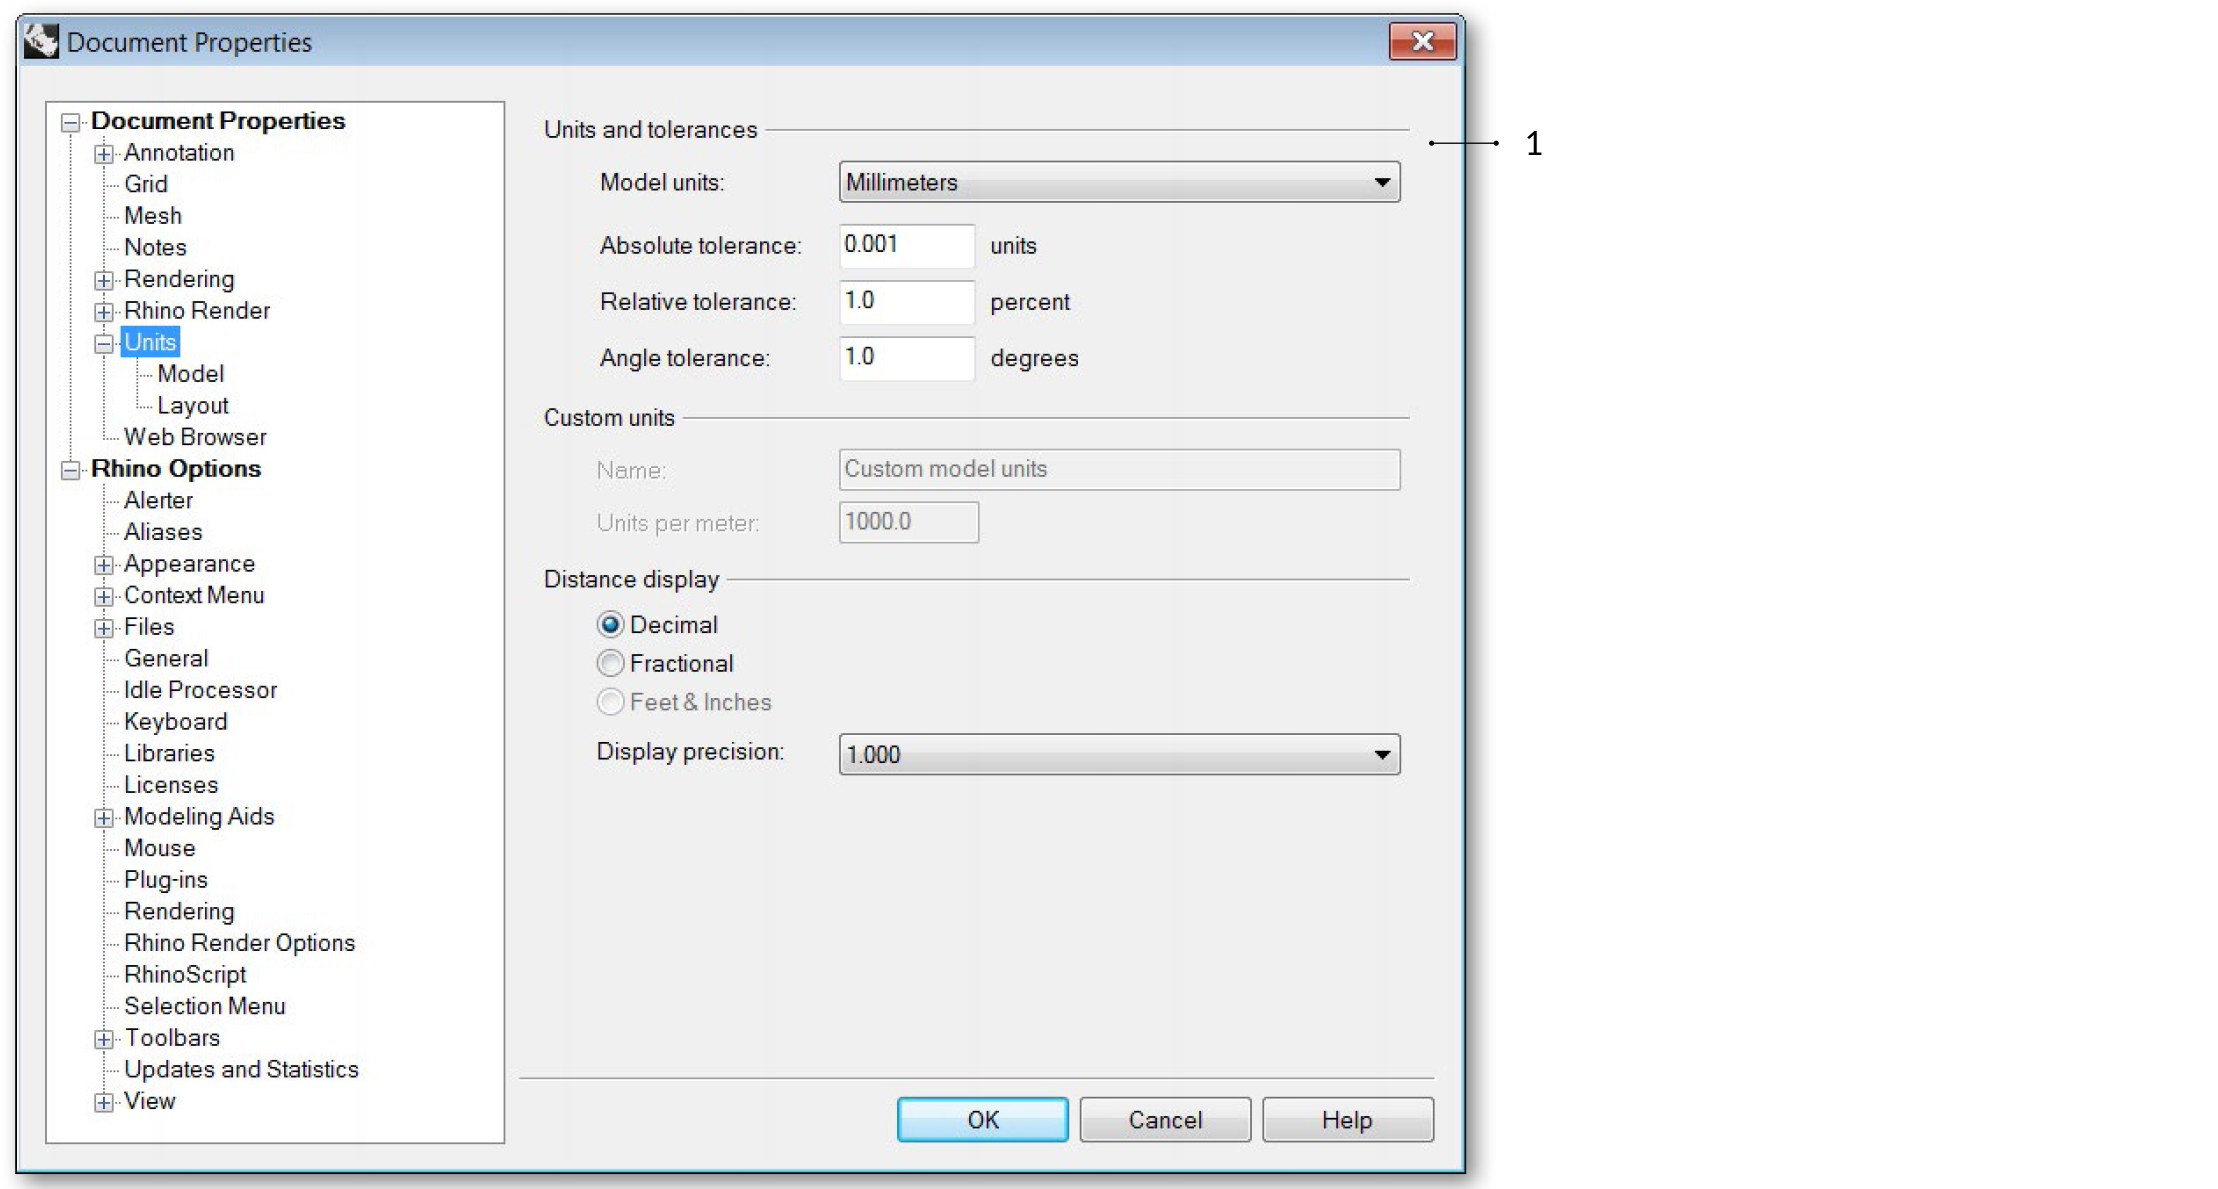 Document Properties
Document Properties
Annotation
Grid
Mesh
Notes
Rendering
Rhino Render
Units
Model
Layout
Web Browser
Rhino Options
Alerter
Aliases
Appearance
Context Menu
Files
General
Idle Processor
Keyboard
Libraries
Licenses
Modeling Aids
Mouse
Plug-ins
Rendering
Rhino Render Options
RhinoScript
Selection Menu
Toolbars
Updates and Statistics
View
Units and tolerances
1
Model units: Millimeters
Absolute tolerance: 0.001 units
Relative tolerance: 1.0 percent
Angle tolerance: 1.0 degrees
Custom units
Name: Custom model units
Units per meter: 1000.0
Distance display
Decimal
Fractional
Feet & Inches
Display precision: 1.000
OK Cancel Help